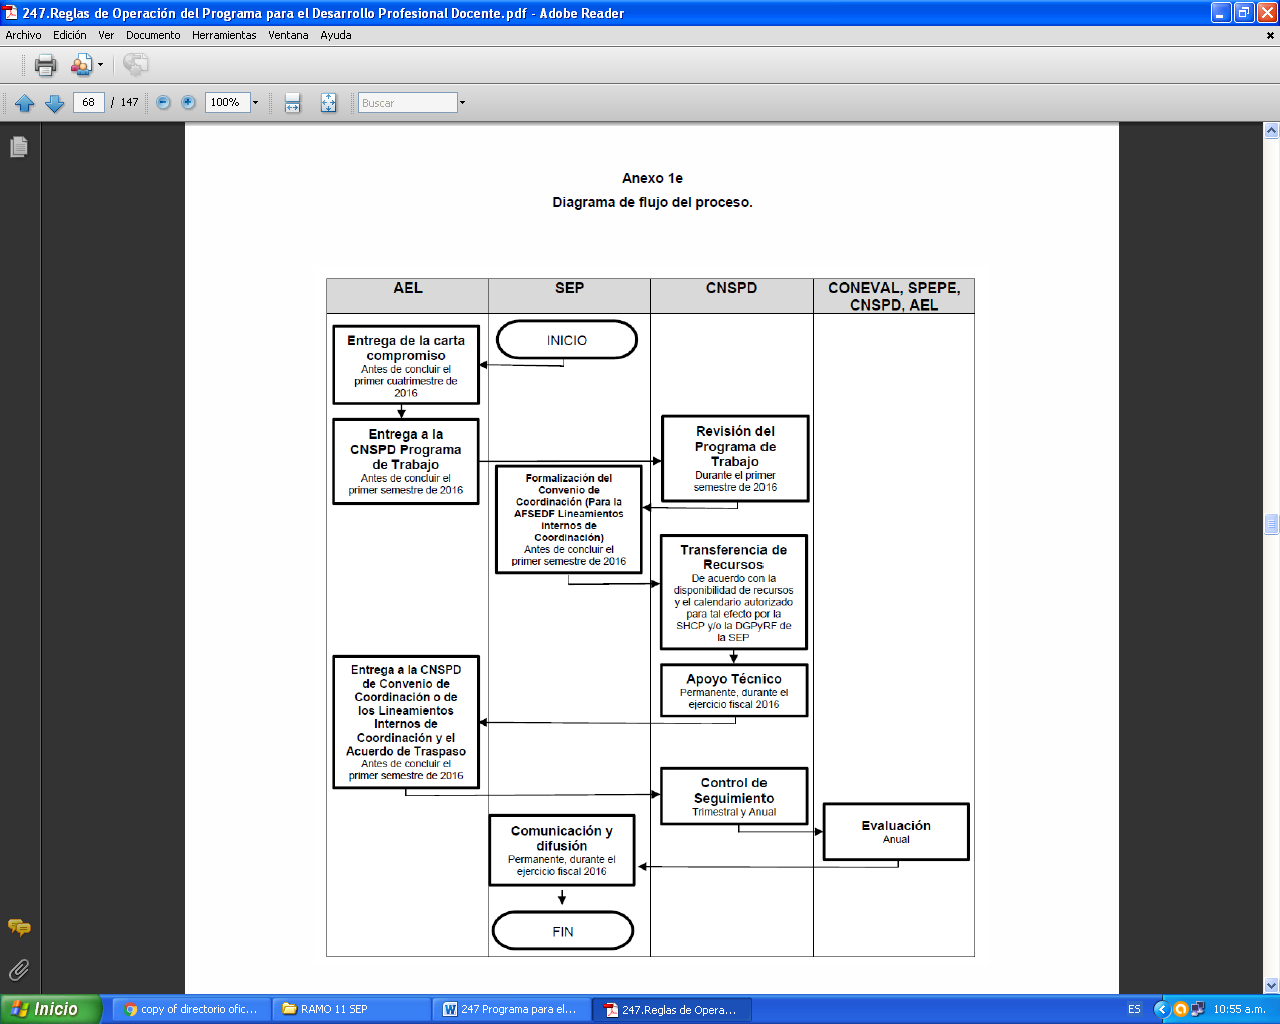 247.Reglas de Operación del Programa para el Desarrollo Profesional Docente.pdf - Adobe Reader
Archivo Edición Ver Documento Herramientas Ventana Ayuda
68 / 147 100% Buscar
Anexo 1e
Diagrama de flujo del proceso.
AEL SEP CNSPD CONEVAL, SPEPE,
CNSPD, AEL
INICIO
Entrega de la carta
compromiso
Antes de concluir el
primer cuatrimestre de
2016
Entrega a la
CNSPD Programa
de Trabajo
Antes de concluir el
primer semestre de 2016
Revisión del
Programa de
Trabajo
Durante el primer
semestre de 2016
Formalización del
Convenio de
Coordinación (Para la
AFSEDF Lineamientos
Internos de
Coordinación)
Antes de concluir el
primer semestre de 2016
Transferencia de
Recursos
De acuerdo con la
disponibilidad de recursos
y el calendario autorizado
para tal efecto por la
SHCP y/o la DGPyRF de
la SEP
Apoyo Técnico
Permanente, durante el
ejercicio fiscal 2016
Entrega a la CNSPD
de Convenio de
Coordinación o de
los Lineamientos
Internos de
Coordinación y el
Acuerdo de Traspaso
Antes de concluir el
primer semestre de 2016
Control de
Seguimiento
Trimestral y Anual
Evaluación
Anual
Comunicación y
difusión
Permanente, durante el
ejercicio fiscal 2016
FIN
Inicio copy of directorio ofic... RAMO 11 SEP 247 Programa para el... 247.Reglas de Opera... ES 10:55 a.m.